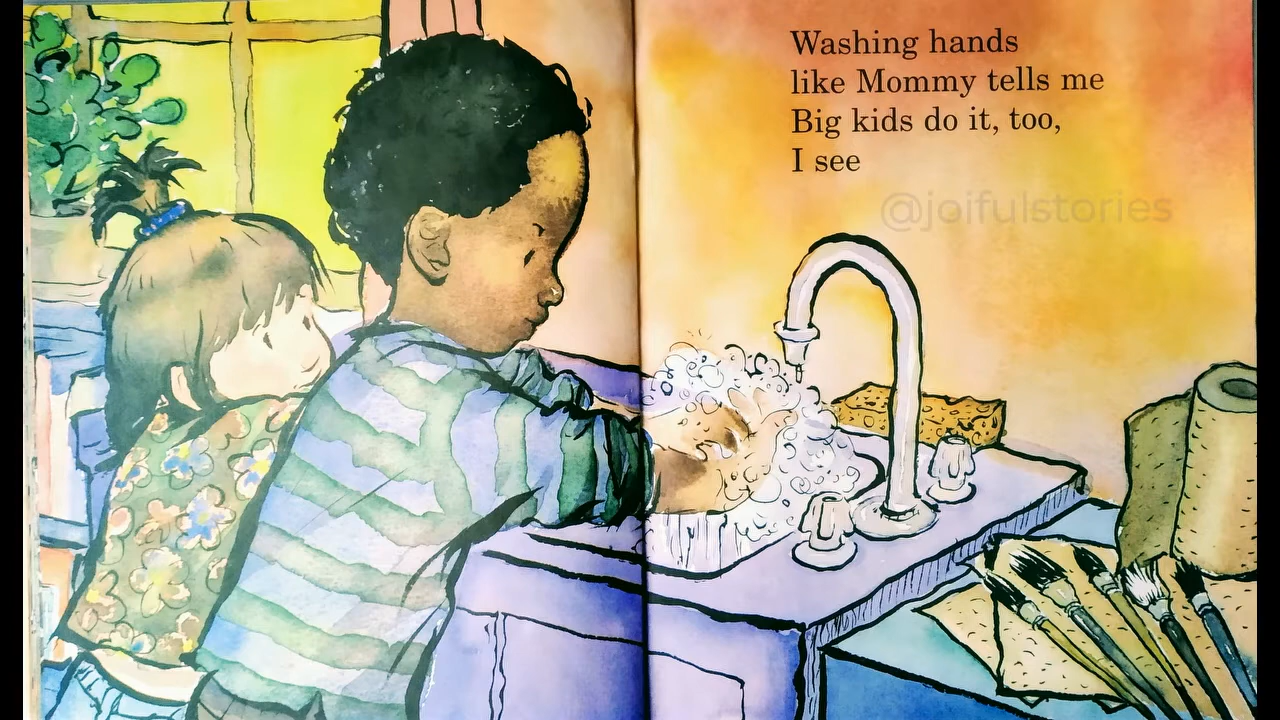 Washing hands
like Mommy tells me
Big kids do it, too,
I see
@joifulstories